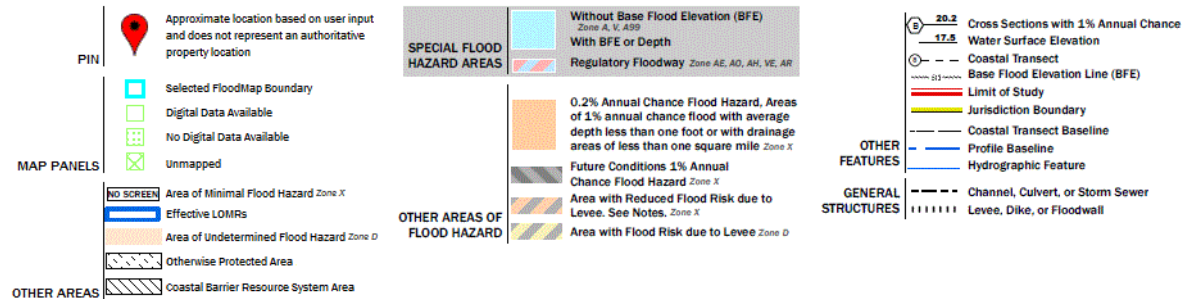 PIN
Approximate location based on user input
and does not represent an authoritative
property location
MAP PANELS
Selected FloodMap Boundary
Digital Data Available
No Digital Data Available
Unmapped
OTHER AREAS
NO SCREEN Area of Minimal Flood Hazard Zone X
Effective LOMRs
Area of Undetermined Flood Hazard Zone D
Otherwise Protected Area
Coastal Barrier Resource System Area
SPECIAL FLOOD
HAZARD AREAS
Without Base Flood Elevation (BFE)
Zone A, V, A99
With BFE or Depth
Regulatory Floodway Zone AE, AO, AH, VE, AR
OTHER AREAS OF
FLOOD HAZARD
0.2% Annual Chance Flood Hazard, Areas
of 1% annual chance flood with average
depth less than one foot or with drainage
areas of less than one square mile Zone X
Future Conditions 1% Annual
Chance Flood Hazard Zone X
Area with Reduced Flood Risk due to
Levee. See Notes. Zone X
Area with Flood Risk due to Levee Zone D
OTHER
FEATURES
B 20.2 Cross Sections with 1% Annual Chance
17.5 Water Surface Elevation
8 Coastal Transect
513 Base Flood Elevation Line (BFE)
Limit of Study
Jurisdiction Boundary
Coastal Transect Baseline
Profile Baseline
Hydrographic Feature
GENERAL
STRUCTURES
Channel, Culvert, or Storm Sewer
Levee, Dike, or Floodwall